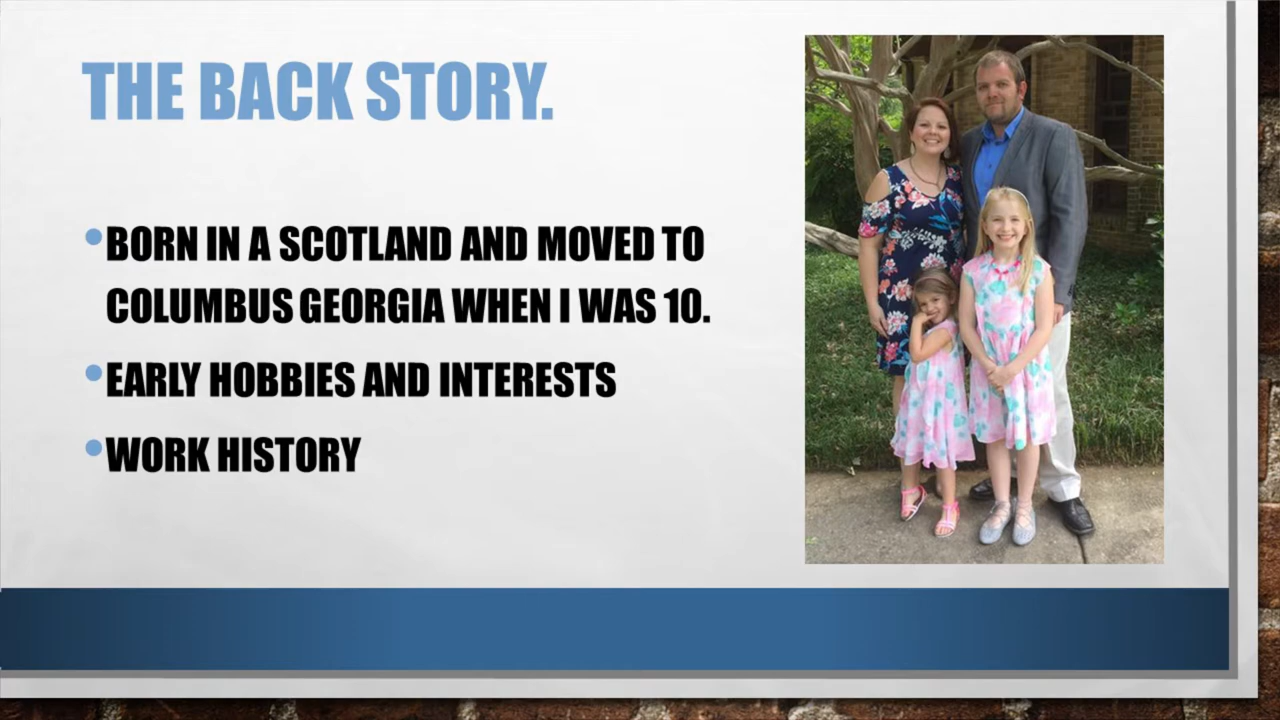 THE BACK STORY.
•BORN IN A SCOTLAND AND MOVED TO
COLUMBUS GEORGIA WHEN I WAS 10.
•EARLY HOBBIES AND INTERESTS
•WORK HISTORY